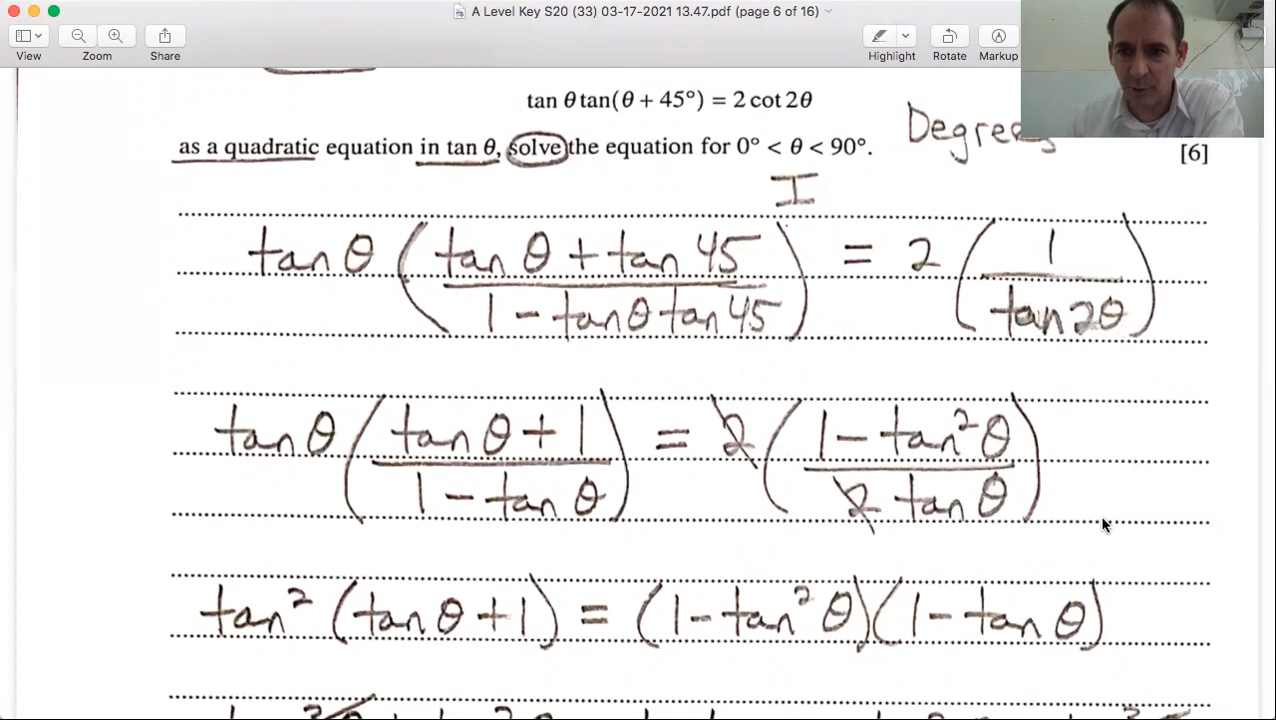 A Level Key S20 (33) 03-17-2021 13.47.pdf (page 6 of 16)
View Zoom Share Highlight Rotate Markup
tan θ tan(θ + 45°) = 2 cot 2θ
Degrees
as a quadratic equation in tan θ, solve the equation for 0° < θ < 90°.
[6]
I
tan θ ( (tan θ + tan 45) / (1 - tan θ tan 45) ) = 2 ( 1 / tan 2θ )
tan θ ( (tan θ + 1) / (1 - tan θ) ) = 2 ( (1 - tan² θ) / (2 tan θ) )
tan² (tan θ + 1) = (1 - tan² θ)(1 - tan θ)